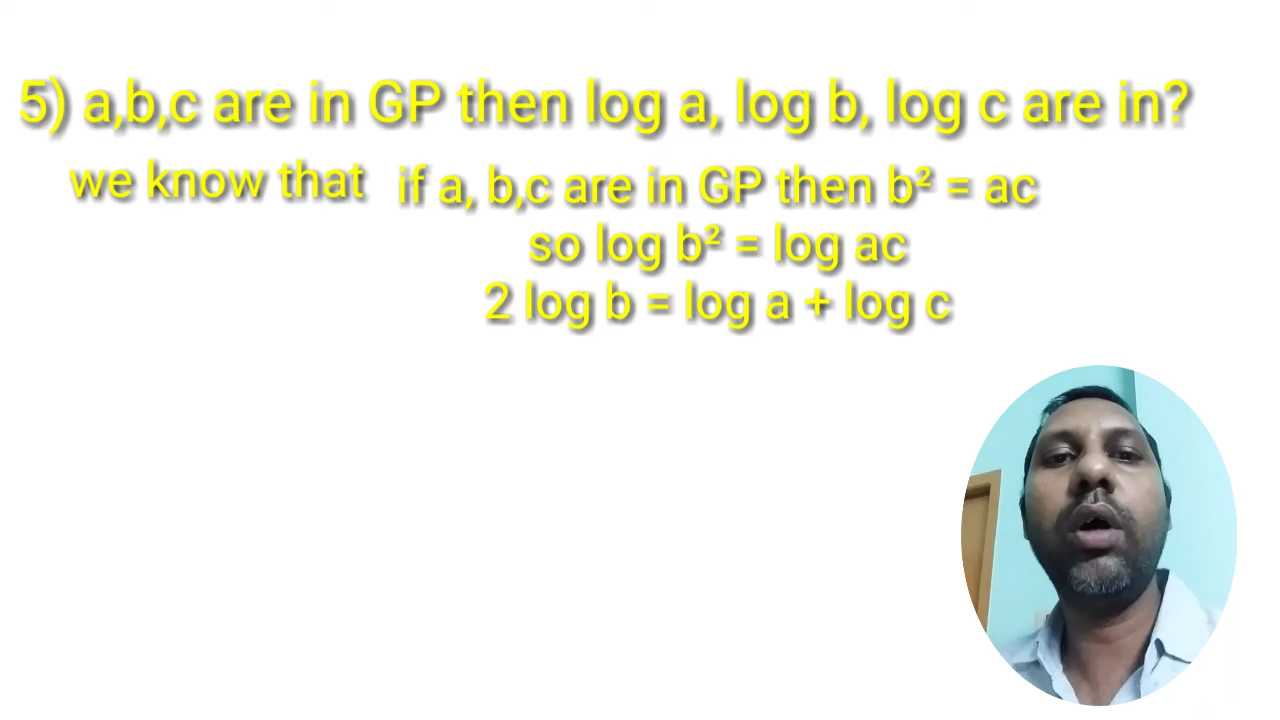 5) a,b,c are in GP then log a, log b, log c are in?
we know that if a, b,c are in GP then b² = ac
so log b² = log ac
2 log b = log a + log c